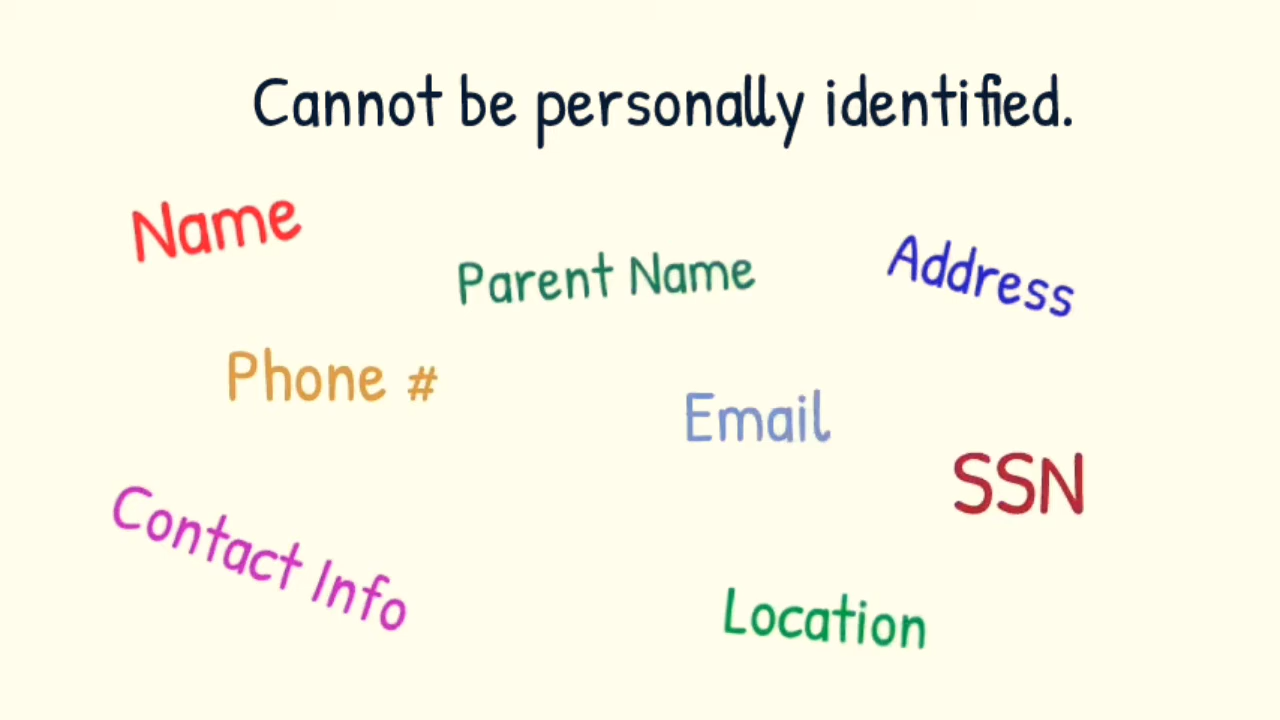 Cannot be personally identified.
Name
Parent Name
Address
Phone #
Email
SSN
Contact Info
Location